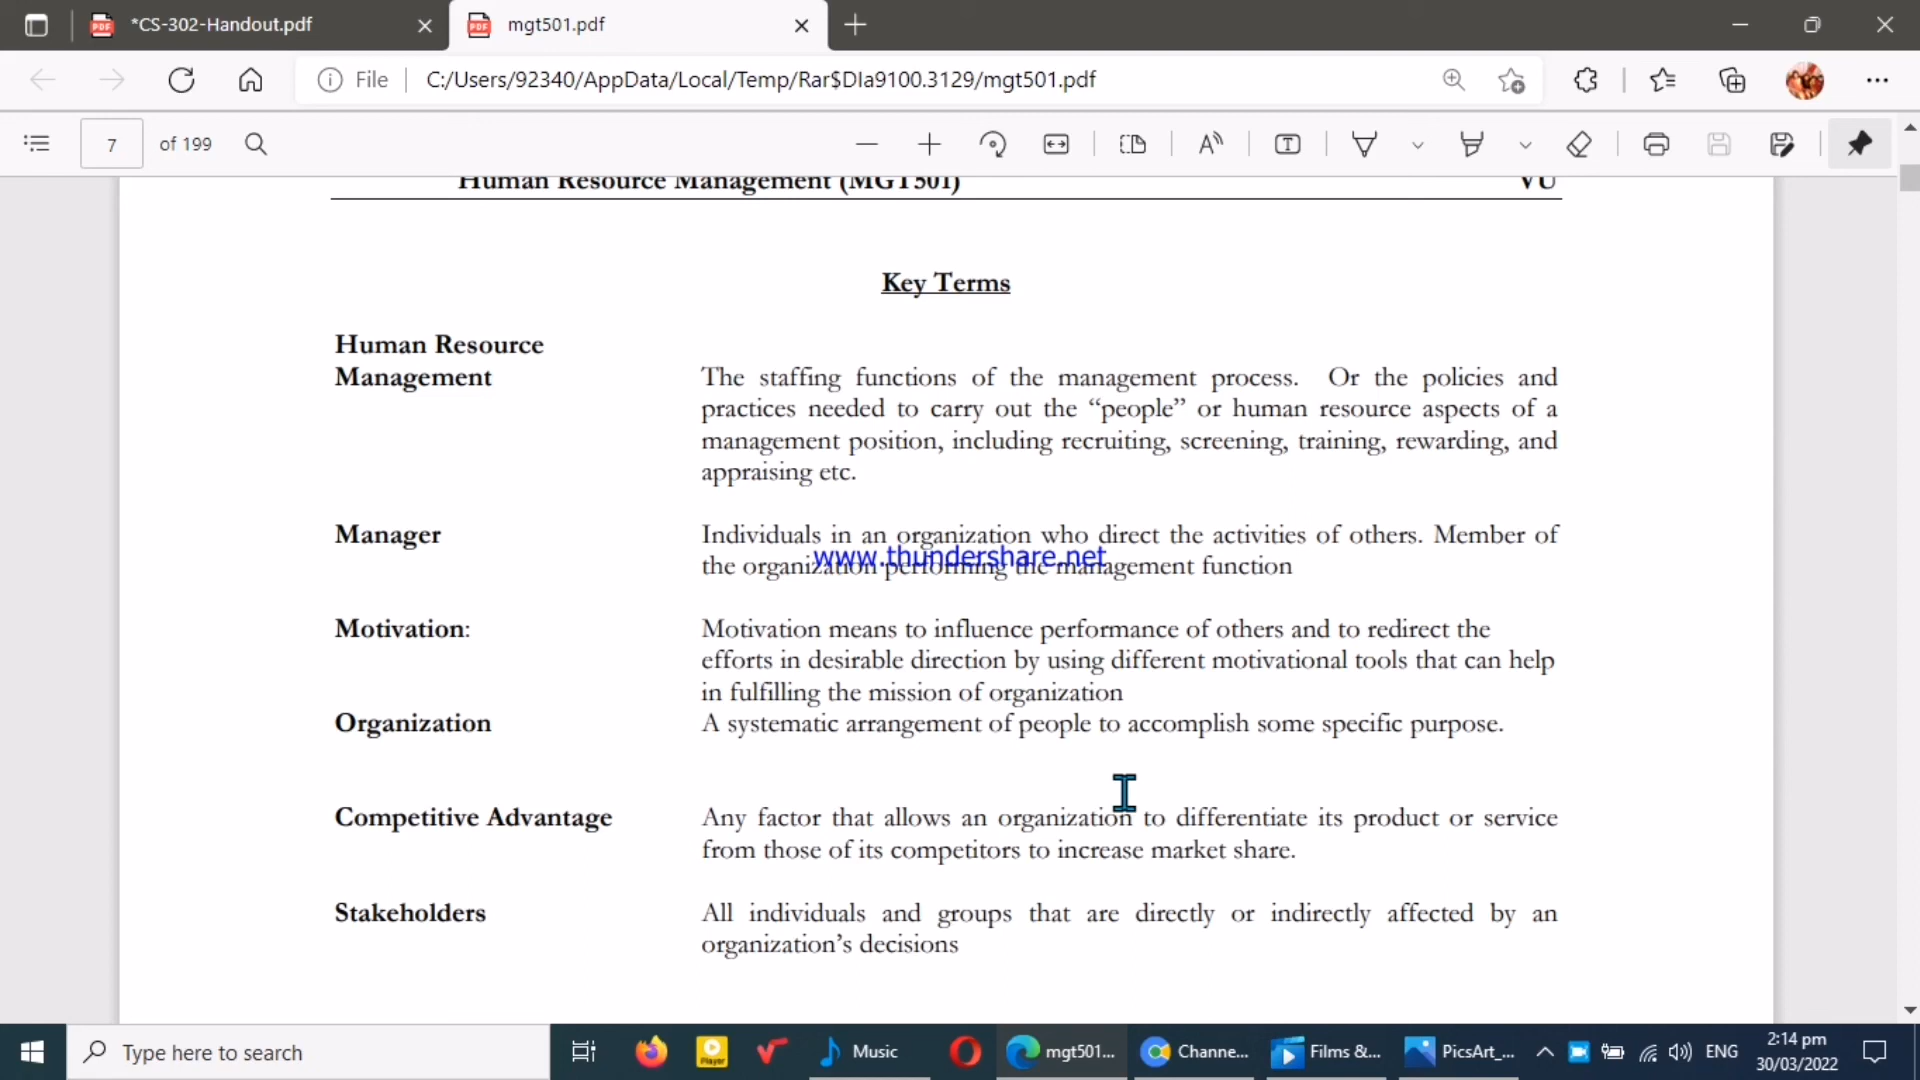 *CS-302-Handout.pdf
mgt501.pdf
File
C:/Users/92340/AppData/Local/Temp/Rar$DIa9100.3129/mgt501.pdf
7 of 199
Human Resource Management (MGT501) VU
Key Terms
Human Resource
Management
The staffing functions of the management process. Or the policies and
practices needed to carry out the “people” or human resource aspects of a
management position, including recruiting, screening, training, rewarding, and
appraising etc.
Manager
Individuals in an organization who direct the activities of others. Member of
the organization performing the management function
www.thundershare.net
Motivation:
Motivation means to influence performance of others and to redirect the
efforts in desirable direction by using different motivational tools that can help
in fulfilling the mission of organization
Organization
A systematic arrangement of people to accomplish some specific purpose.
Competitive Advantage
Any factor that allows an organization to differentiate its product or service
from those of its competitors to increase market share.
Stakeholders
All individuals and groups that are directly or indirectly affected by an
organization’s decisions
Type here to search
Player
Music
mgt501...
Channe...
Films &...
PicsArt_...
ENG
2:14 pm
30/03/2022